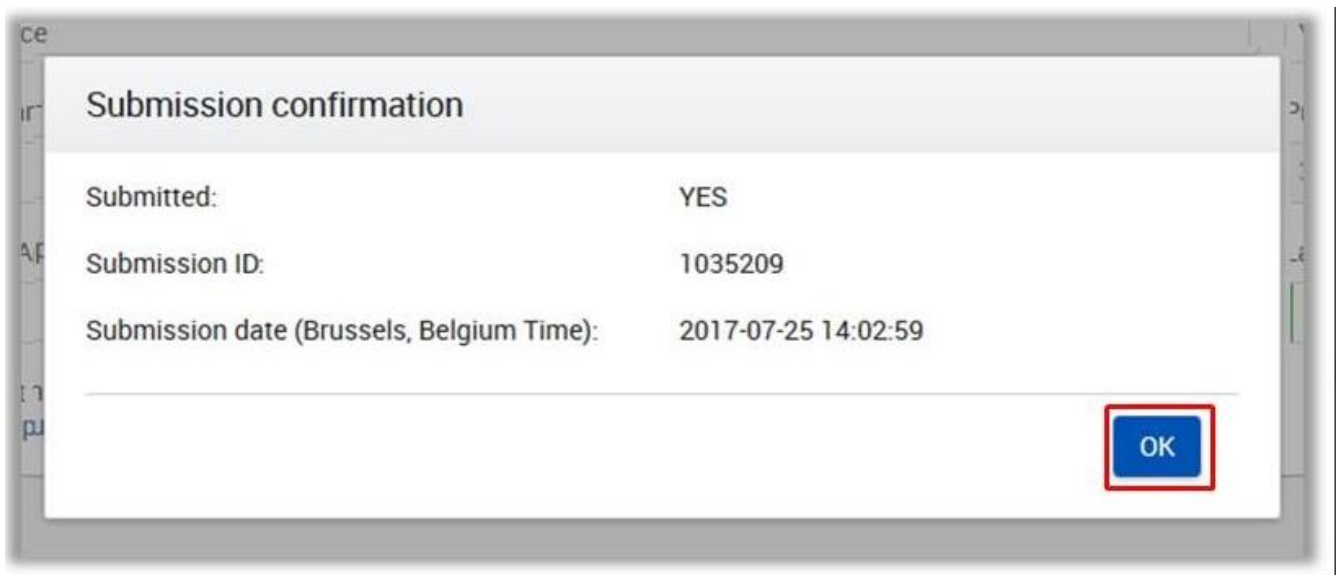 ce
Submission confirmation
Submitted: YES
Submission ID: 1035209
Submission date (Brussels, Belgium Time): 2017-07-25 14:02:59
OK